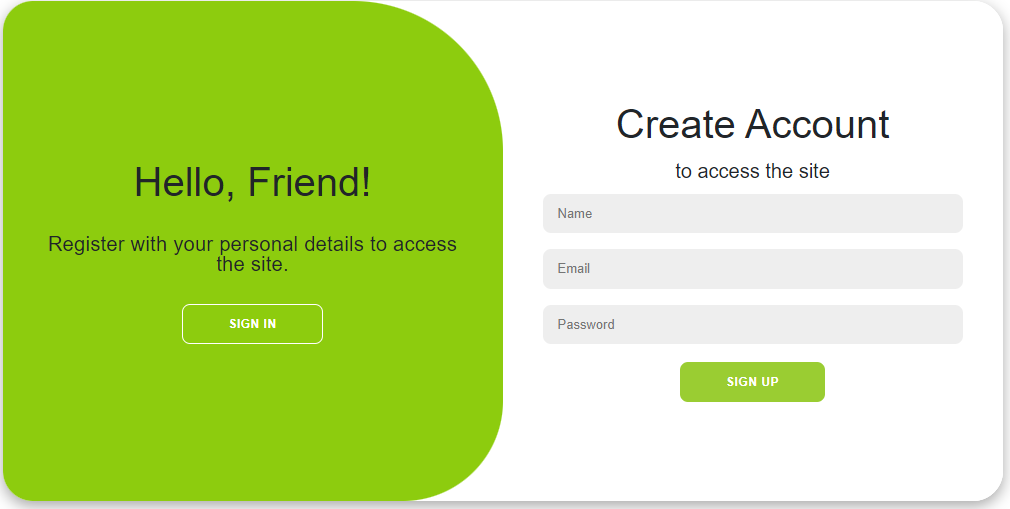 Hello, Friend!
Register with your personal details to access
the site.
SIGN IN
Create Account
to access the site
Name
Email
Password
SIGN UP